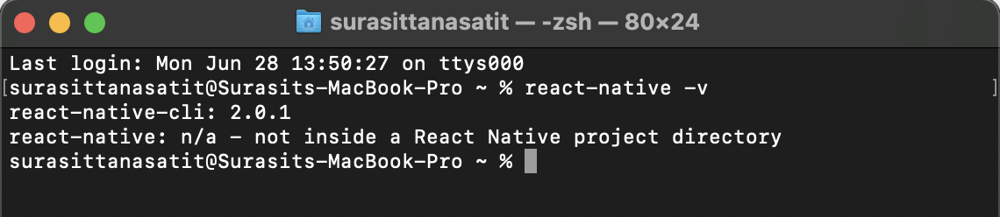 surasittanasatit — -zsh — 80×24
Last login: Mon Jun 28 13:50:27 on ttys000
[surasittanasatit@Surasits-MacBook-Pro ~ % react-native -v ]
react-native-cli: 2.0.1
react-native: n/a - not inside a React Native project directory
surasittanasatit@Surasits-MacBook-Pro ~ %